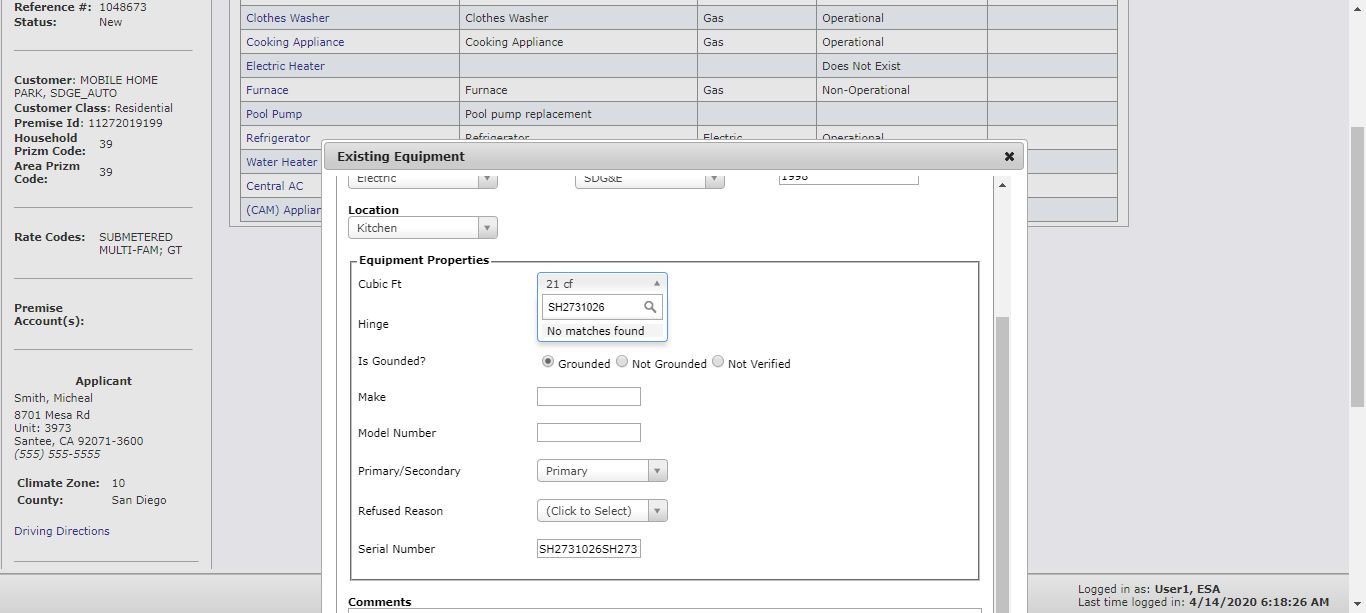 Reference #: 1048673
Status: New
Customer: MOBILE HOME
PARK, SDGE_AUTO
Customer Class: Residential
Premise Id: 11272019199
Household
Prizm Code: 39
Area Prizm
Code: 39
Rate Codes: SUBMETERED
MULTI-FAM; GT
Premise
Account(s):
Applicant
Smith, Micheal
8701 Mesa Rd
Unit: 3973
Santee, CA 92071-3600
(555) 555-5555
Climate Zone: 10
County: San Diego
Driving Directions
Clothes Washer Clothes Washer Gas Operational
Cooking Appliance Cooking Appliance Gas Operational
Electric Heater Does Not Exist
Furnace Furnace Gas Non-Operational
Pool Pump Pool pump replacement
Refrigerator Refrigerator Electric Operational
Water Heater
Central AC
(CAM) Applian
Existing Equipment
Electric SDG&E 1998
Location
Kitchen
Equipment Properties
Cubic Ft 21 cf
SH2731026
No matches found
Hinge
Is Gounded? Grounded Not Grounded Not Verified
Make
Model Number
Primary/Secondary Primary
Refused Reason (Click to Select)
Serial Number SH2731026SH273
Comments
Logged in as: User1, ESA
Last time logged in: 4/14/2020 6:18:26 AM